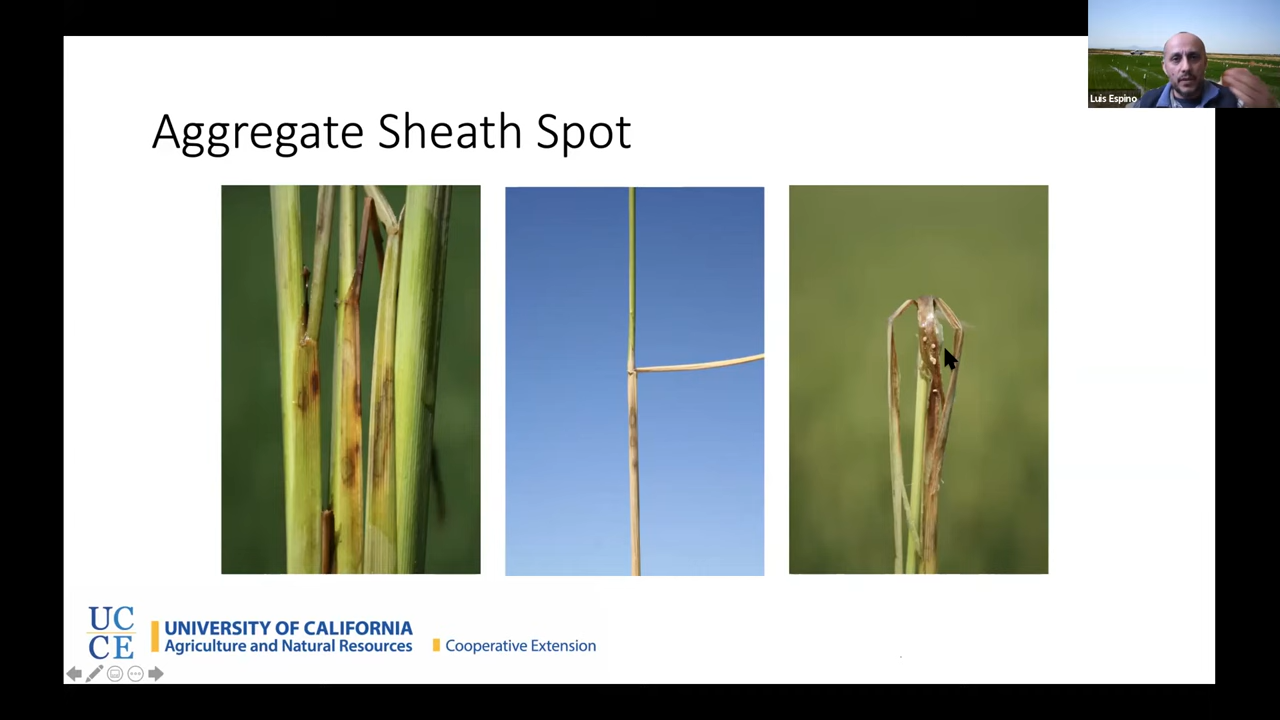 Luis Espino
Aggregate Sheath Spot
UC
CE
UNIVERSITY OF CALIFORNIA
Agriculture and Natural Resources
Cooperative Extension